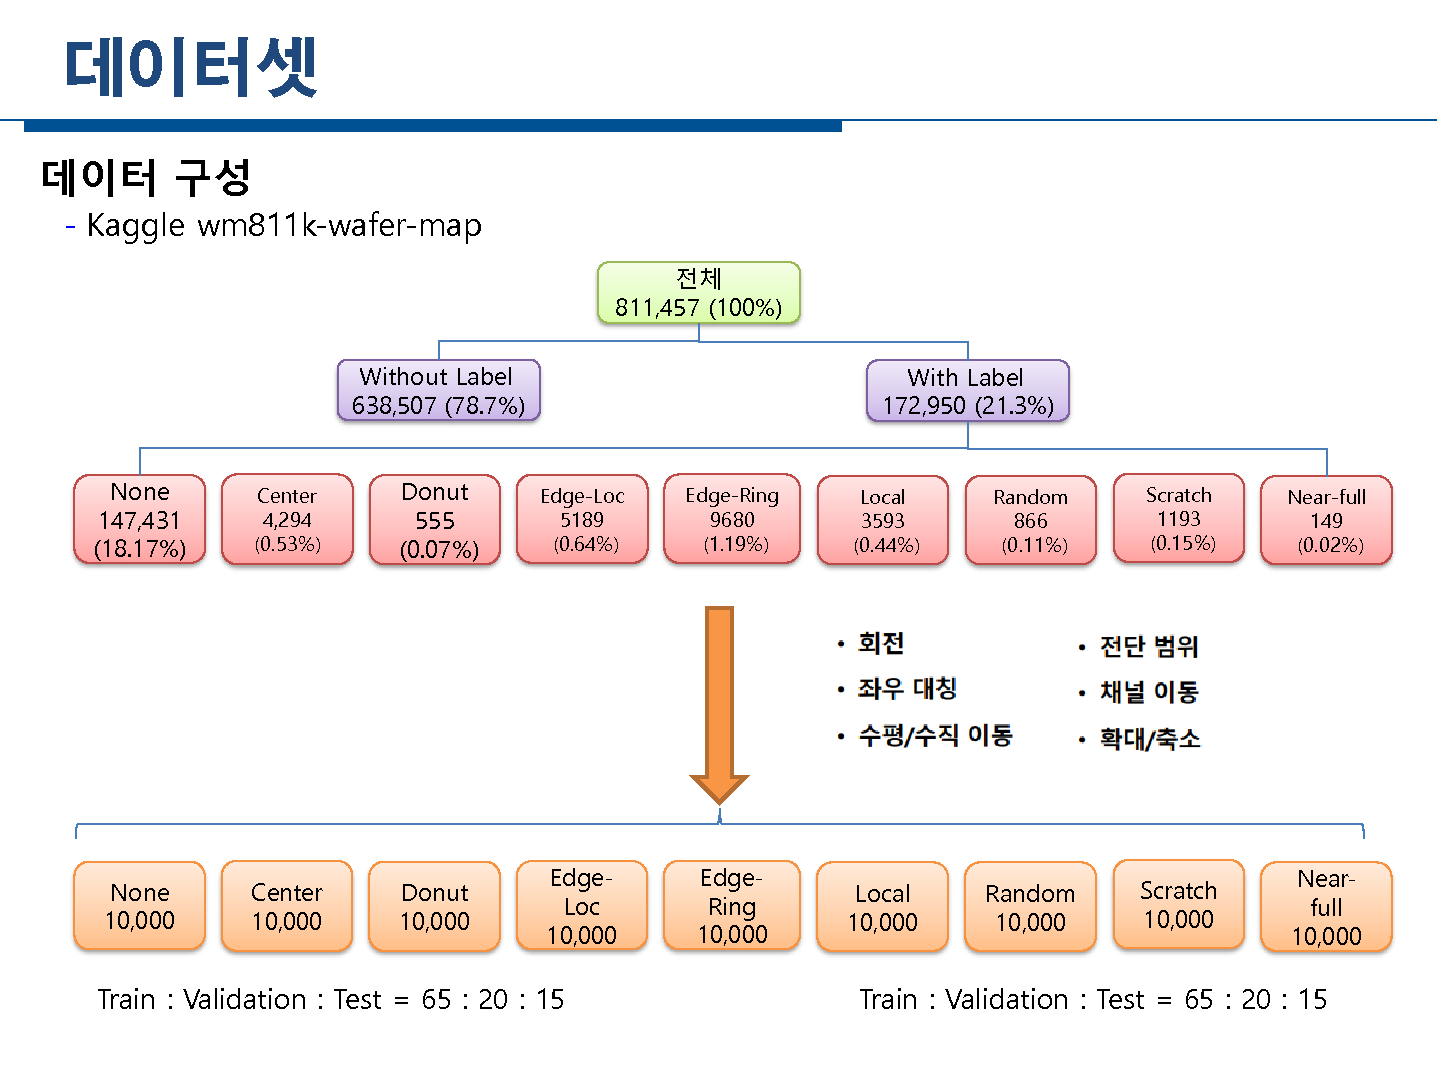 데이터셋
데이터 구성
- Kaggle wm811k-wafer-map
전체
811,457 (100%)
Without Label
638,507 (78.7%)
With Label
172,950 (21.3%)
None
147,431
(18.17%)
Center
4,294
(0.53%)
Donut
555
(0.07%)
Edge-Loc
5189
(0.64%)
Edge-Ring
9680
(1.19%)
Local
3593
(0.44%)
Random
866
(0.11%)
Scratch
1193
(0.15%)
Near-full
149
(0.02%)
• 회전
• 좌우 대칭
• 수평/수직 이동
• 전단 범위
• 채널 이동
• 확대/축소
None
10,000
Center
10,000
Donut
10,000
Edge-
Loc
10,000
Edge-
Ring
10,000
Local
10,000
Random
10,000
Scratch
10,000
Near-
full
10,000
Train : Validation : Test = 65 : 20 : 15
Train : Validation : Test = 65 : 20 : 15